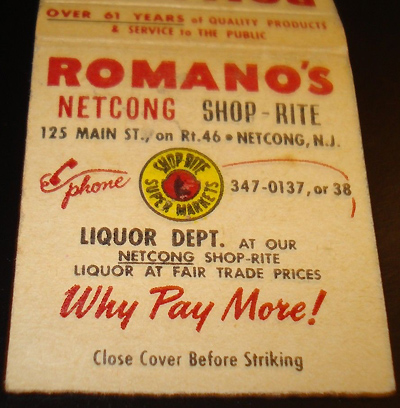 OVER 61 YEARS of QUALITY PRODUCTS
& SERVICE to THE PUBLIC
ROMANO'S
NETCONG SHOP-RITE
125 MAIN ST., on Rt.46 • NETCONG, N.J.
phone
SHOP-RITE
SUPER MARKETS
347-0137, or 38
LIQUOR DEPT. AT OUR
NETCONG SHOP-RITE
LIQUOR AT FAIR TRADE PRICES
Why Pay More!
Close Cover Before Striking